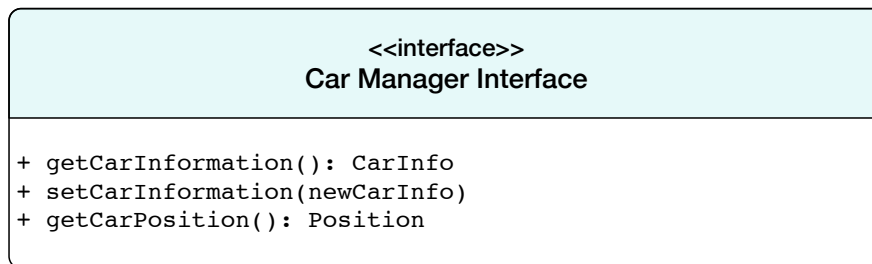 <<interface>>
Car Manager Interface
+ getCarInformation(): CarInfo
+ setCarInformation(newCarInfo)
+ getCarPosition(): Position